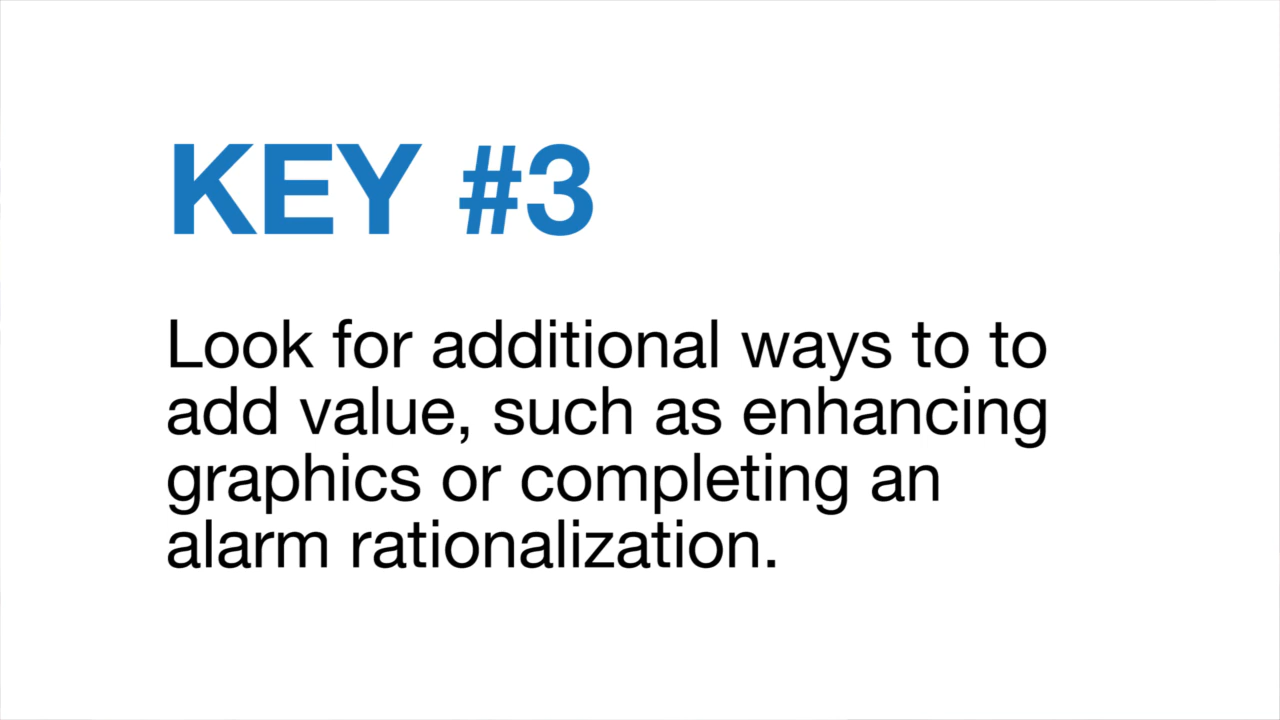 KEY #3
Look for additional ways to to
add value, such as enhancing
graphics or completing an
alarm rationalization.